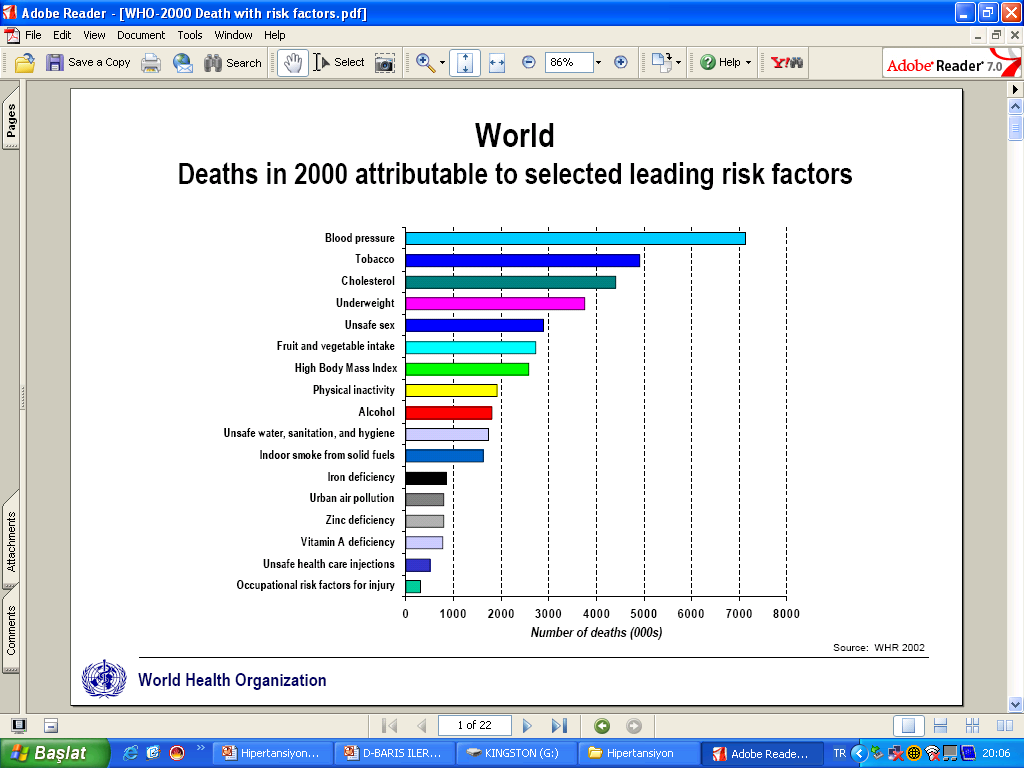 Adobe Reader - [WHO-2000 Death with risk factors.pdf]
File Edit View Document Tools Window Help
Save a Copy Search Select 86% Help Y! Adobe Reader 7.0
Pages
World
Deaths in 2000 attributable to selected leading risk factors
Blood pressure
Tobacco
Cholesterol
Underweight
Unsafe sex
Fruit and vegetable intake
High Body Mass Index
Physical inactivity
Alcohol
Unsafe water, sanitation, and hygiene
Indoor smoke from solid fuels
Iron deficiency
Urban air pollution
Zinc deficiency
Vitamin A deficiency
Unsafe health care injections
Occupational risk factors for injury
0 1000 2000 3000 4000 5000 6000 7000 8000
Number of deaths (000s)
Source: WHR 2002
World Health Organization
Attachments
Comments
1 of 22
Başlat Hipertansiyon... D-BARIS ILER... KINGSTON (G:) Hipertansiyon Adobe Reade... TR 20:06